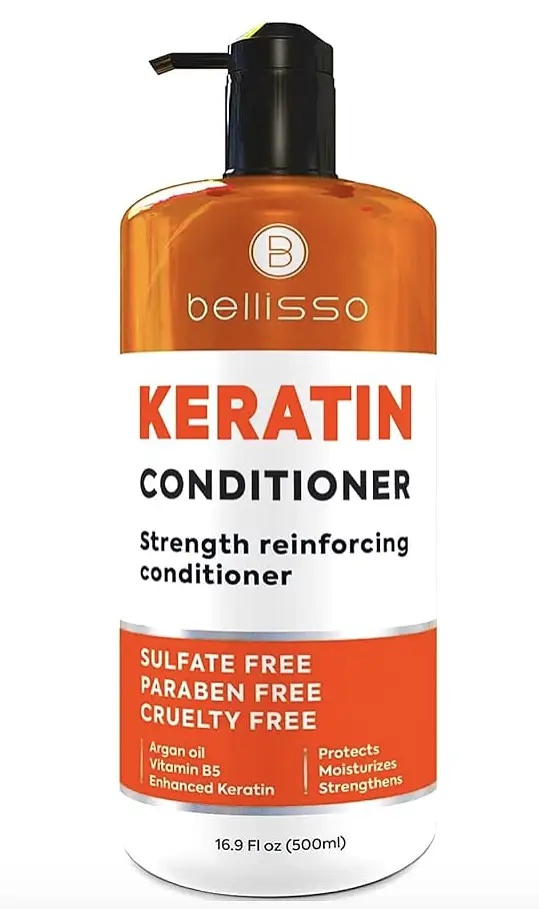 B
bellisso
KERATIN
CONDITIONER
Strength reinforcing
conditioner
SULFATE FREE
PARABEN FREE
CRUELTY FREE
Argan oil
Vitamin B5
Enhanced Keratin
Protects
Moisturizes
Strengthens
16.9 Fl oz (500ml)